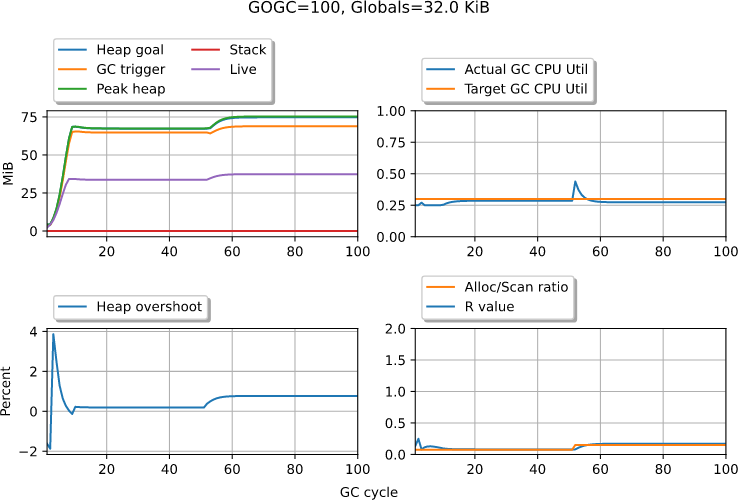 GOGC=100, Globals=32.0 KiB
Heap goal
GC trigger
Peak heap
Stack
Live
MiB
75
50
25
0
20 40 60 80 100
Actual GC CPU Util
Target GC CPU Util
1.00
0.75
0.50
0.25
0.00
20 40 60 80 100
Heap overshoot
Percent
4
2
0
−2
20 40 60 80 100
Alloc/Scan ratio
R value
2.0
1.5
1.0
0.5
0.0
20 40 60 80 100
GC cycle